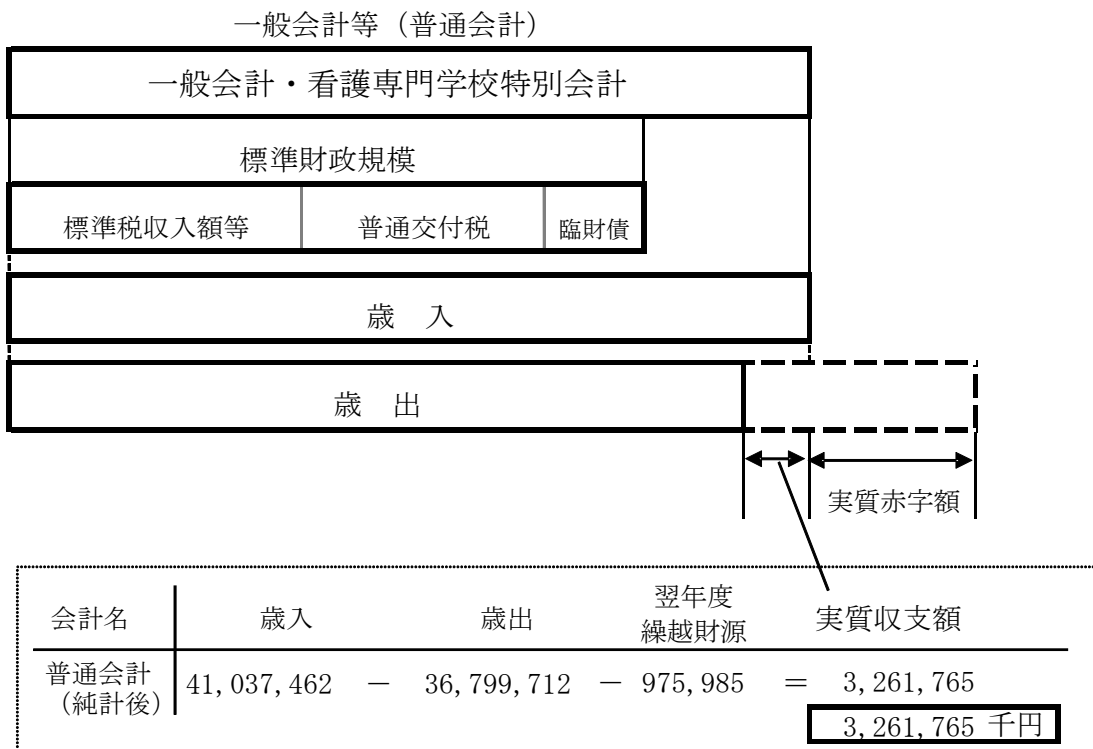 一般会計等（普通会計）
一般会計・看護専門学校特別会計
標準財政規模
標準税収入額等 普通交付税 臨財債
歳 入
歳 出
実質赤字額
会計名 歳入 歳出 翌年度繰越財源 実質収支額
普通会計（純計後） 41,037,462 － 36,799,712 － 975,985 ＝ 3,261,765
3,261,765 千円